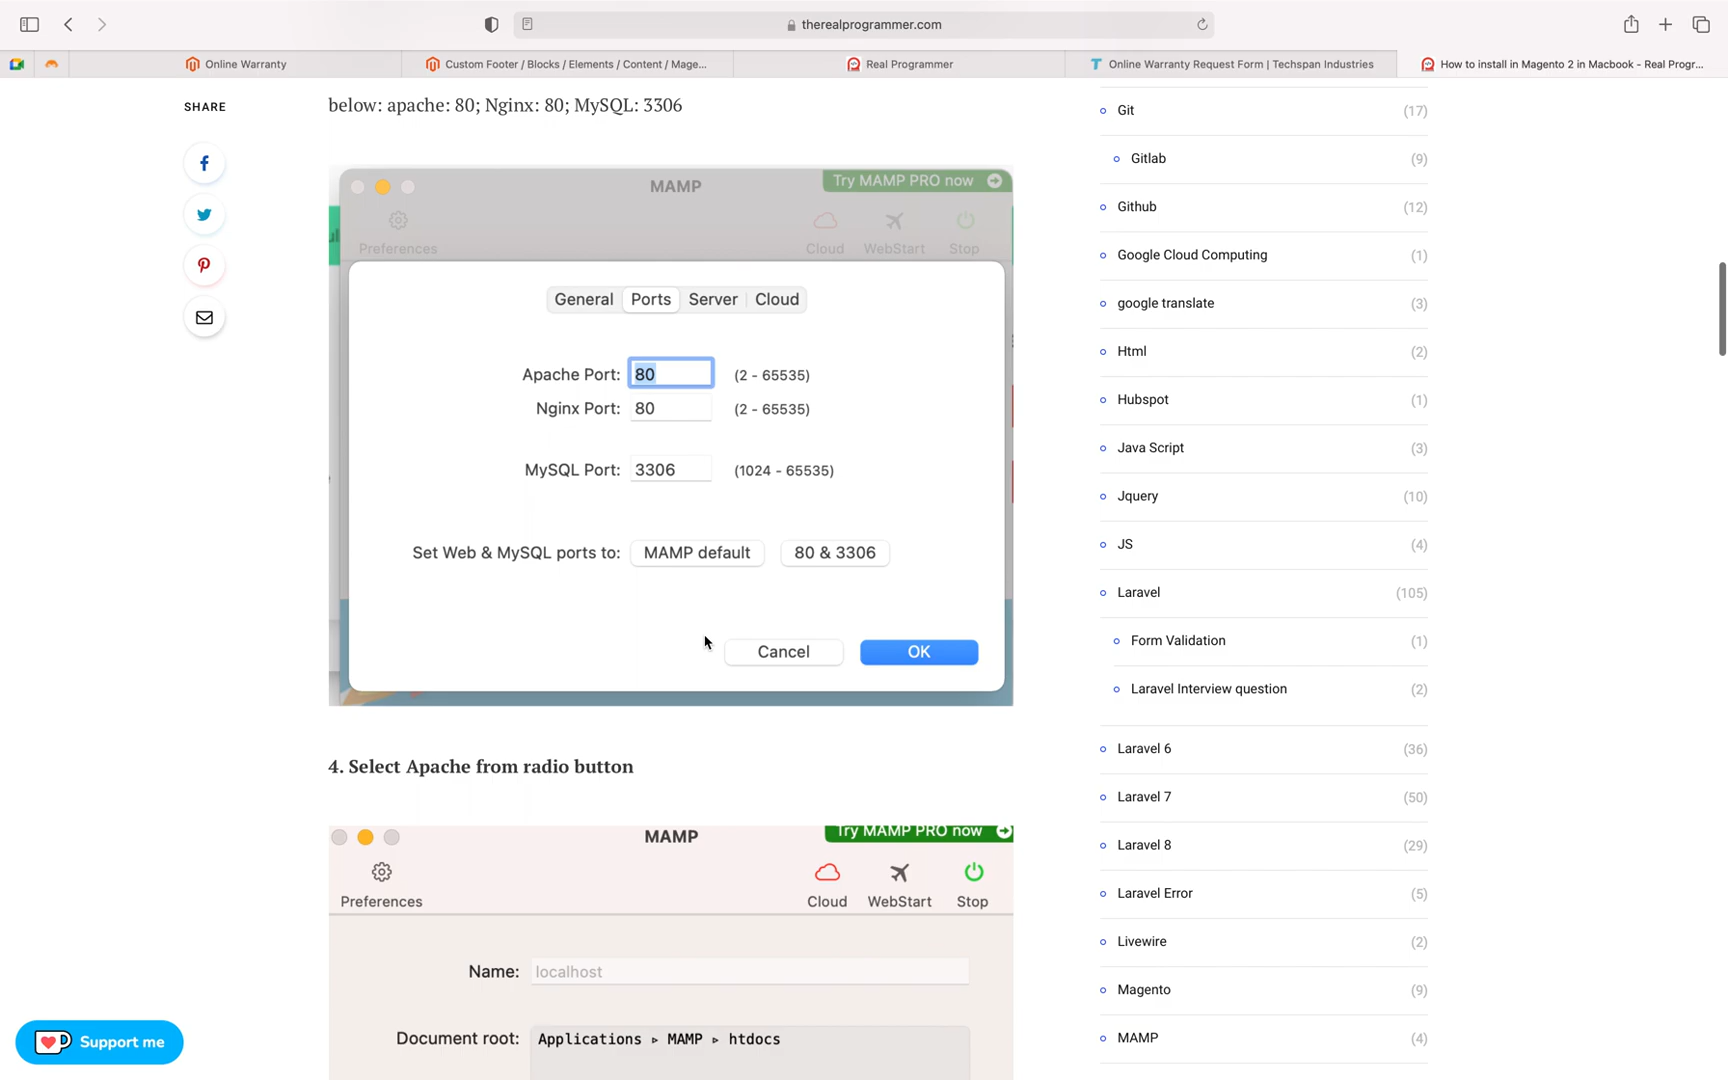 therealprogrammer.com
Online Warranty
Custom Footer / Blocks / Elements / Content / Mage...
Real Programmer
Online Warranty Request Form | Techspan Industries
How to install in Magento 2 in Macbook - Real Progr...
SHARE
below: apache: 80; Nginx: 80; MySQL: 3306
MAMP
Try MAMP PRO now
Preferences
Cloud
WebStart
Stop
General
Ports
Server
Cloud
Apache Port: 80 (2 - 65535)
Nginx Port: 80 (2 - 65535)
MySQL Port: 3306 (1024 - 65535)
Set Web & MySQL ports to: MAMP default 80 & 3306
Cancel
OK
4. Select Apache from radio button
MAMP
Try MAMP PRO now
Preferences
Cloud
WebStart
Stop
Name: localhost
Document root: Applications ▹ MAMP ▹ htdocs
Support me
Git (17)
Gitlab (9)
Github (12)
Google Cloud Computing (1)
google translate (3)
Html (2)
Hubspot (1)
Java Script (3)
Jquery (10)
JS (4)
Laravel (105)
Form Validation (1)
Laravel Interview question (2)
Laravel 6 (36)
Laravel 7 (50)
Laravel 8 (29)
Laravel Error (5)
Livewire (2)
Magento (9)
MAMP (4)